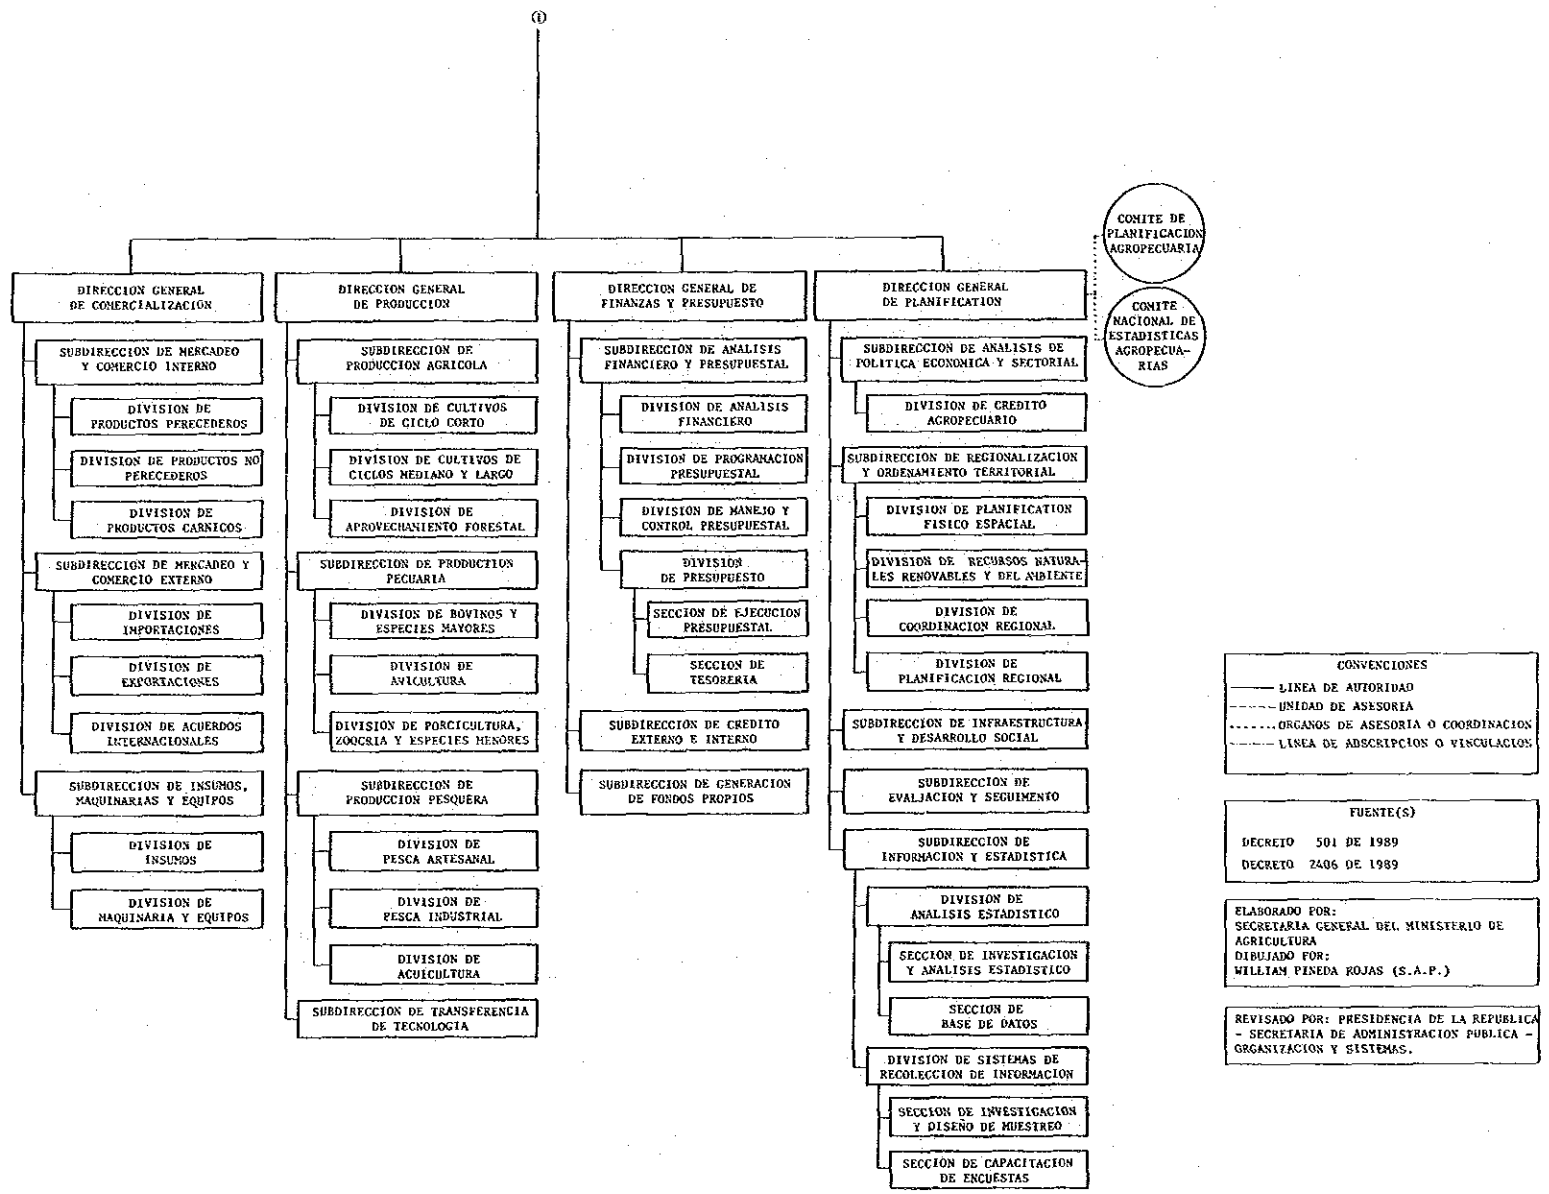 ①
COMITE DE
PLANIFICACION
AGROPECUARIA
COMITE
NACIONAL DE
ESTADISTICAS
AGROPECUA-
RIAS
DIRECCION GENERAL
DE COMERCIALIZACIÓN
SUBDIRECCION DE MERCADEO
Y COMERCIO INTERNO
DIVISION DE
PRODUCTOS PERECEDEROS
DIVISION DE PRODUCTOS NO
PERECEDEROS
DIVISION DE
PRODUCTOS CARNICOS
SUBDIRECCION DE MERCADEO Y
COMERCIO EXTERNO
DIVISION DE
IMPORTACIONES
DIVISION DE
EXPORTACIONES
DIVISION DE ACUERDOS
INTERNACIONALES
SUBDIRECCION DE INSUMOS,
MAQUINARIAS Y EQUIPOS
DIVISION DE
INSUMOS
DIVISION DE
MAQUINARIA Y EQUIPOS
DIRECCION GENERAL
DE PRODUCCION
SUBDIRECCION DE
PRODUCCION AGRICOLA
DIVISION DE CULTIVOS
DE CICLO CORTO
DIVISION DE CULTIVOS DE
CICLOS MEDIANO Y LARGO
DIVISION DE
APROVECHAMIENTO FORESTAL
SUBDIRECCION DE PRODUCTION
PECUARIA
DIVISION DE BOVINOS Y
ESPECIES MAYORES
DIVISION DE
AVICULTURA
DIVISION DE PORCICULTURA,
ZOOCRIA Y ESPECIES MENORES
SUBDIRECCION DE
PRODUCCION PESQUERA
DIVISION DE
PESCA ARTESANAL
DIVISION DE
PESCA INDUSTRIAL
DIVISION DE
ACUICULTURA
SUBDIRECCION DE TRANSFERENCIA
DE TECNOLOGIA
DIRECCION GENERAL DE
FINANZAS Y PRESUPUESTO
SUBDIRECCION DE ANALISIS
FINANCIERO Y PRESUPUESTAL
DIVISION DE ANALISIS
FINANCIERO
DIVISION DE PROGRAMACION
PRESUPUESTAL
DIVISION DE MANEJO Y
CONTROL PRESUPUESTAL
DIVISION
DE PRESUPUESTO
SECCION DE EJECUCION
PRESUPUESTAL
SECCION DE
TESORERIA
SUBDIRECCION DE CREDITO
EXTERNO E INTERNO
SUBDIRECCION DE GENERACION
DE FONDOS PROPIOS
DIRECCION GENERAL
DE PLANIFICATION
SUBDIRECCION DE ANALISIS DE
POLITICA ECONOMICA Y SECTORIAL
DIVISION DE CREDITO
AGROPECUARIO
SUBDIRECCION DE REGIONALIZACION
Y ORDENAMIENTO TERRITORIAL
DIVISION DE PLANIFICATION
FISICO ESPACIAL
DIVISION DE RECURSOS NATURA-
LES RENOVABLES Y DEL AMBIENTE
DIVISION DE
COORDINACION REGIONAL
DIVISION DE
PLANIFICACION REGIONAL
SUBDIRECCION DE INFRAESTRUCTURA
Y DESARROLLO SOCIAL
SUBDIRECCION DE
EVALJACION Y SEGUIMENTO
SUBDIRECCION DE
INFORMACION Y ESTADISTICA
DIVISION DE
ANALISIS ESTADISTICO
SECCION DE INVESTIGACION
Y ANALISIS ESTADISTICO
SECCION DE
BASE DE DATOS
DIVISION DE SISTEMAS DE
RECOLECCION DE INFORMACION
SECCION DE INVESTIGACION
Y DISEÑO DE MUESTREO
SECCION DE CAPACITACION
DE ENCUESTAS
CONVENCIONES
LINEA DE AUTORIDAD
UNIDAD DE ASESORIA
ORGANOS DE ASESORIA O COORDINACION
LINEA DE ADSCRIPCION O VINCULACION
FUENTE(S)
DECRETO 501 DE 1989
DECRETO 2406 DE 1989
ELABORADO POR:
SECRETARIA GENERAL DEL MINISTERIO DE
AGRICULTURA
DIBUJADO POR:
WILLIAM PINEDA ROJAS (S.A.P.)
REVISADO POR: PRESIDENCIA DE LA REPUBLICA
- SECRETARIA DE ADMINISTRACION PUBLICA -
ORGANIZACION Y SISTEMAS.